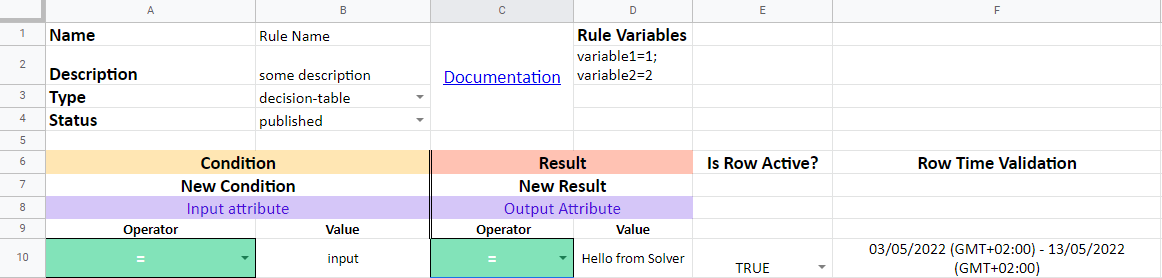 A B C D E F
1 Name Rule Name Rule Variables
2 Description some description Documentation variable1=1;
variable2=2
3 Type decision-table
4 Status published
5
6 Condition Result Is Row Active? Row Time Validation
7 New Condition New Result
8 Input attribute Output Attribute
9 Operator Value Operator Value
10 = input = Hello from Solver TRUE 03/05/2022 (GMT+02:00) - 13/05/2022
(GMT+02:00)